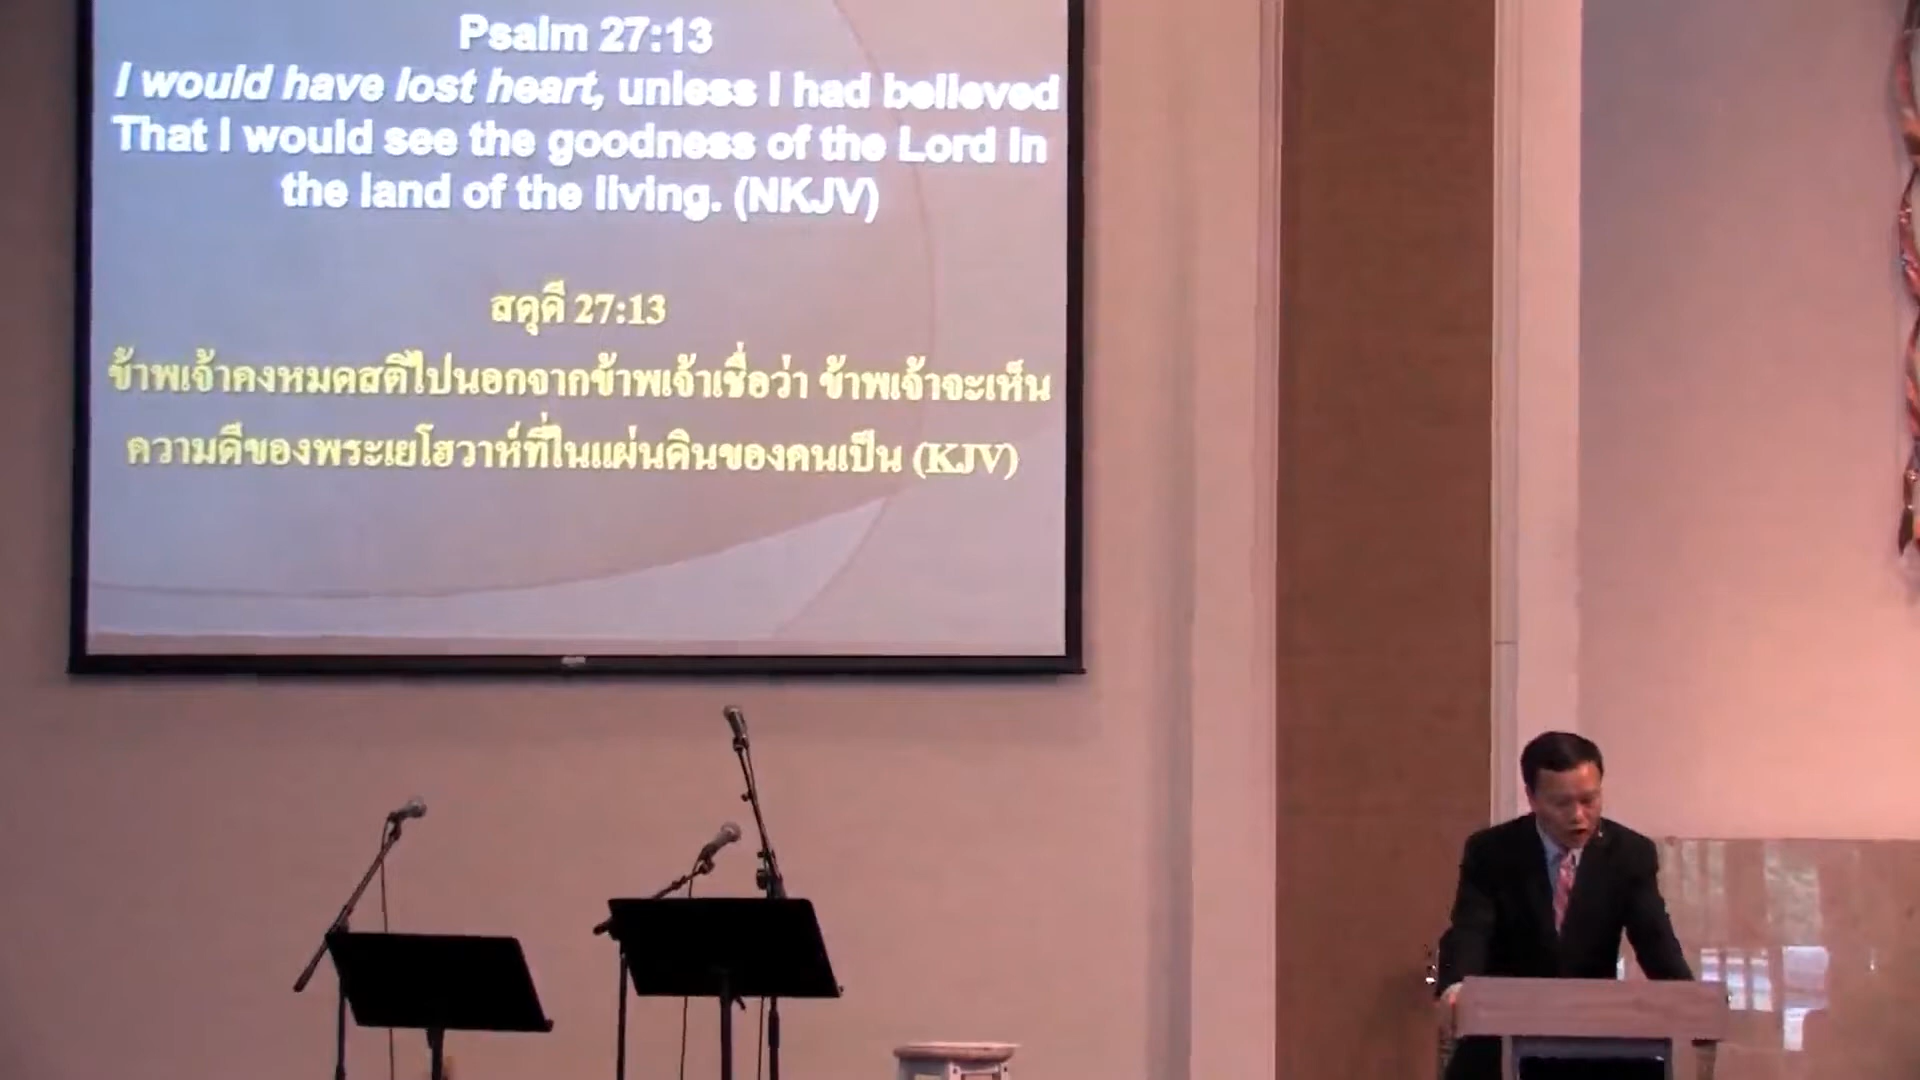 Psalm 27:13
I would have lost heart, unless I had believed
That I would see the goodness of the Lord In
the land of the living. (NKJV)
สดุดี 27:13
ข้าพเจ้าคงหมดสติไปนอกจากข้าพเจ้าเชื่อว่า ข้าพเจ้าจะเห็น
ความดีของพระเยโฮวาห์ที่ในแผ่นดินของคนเป็น (KJV)